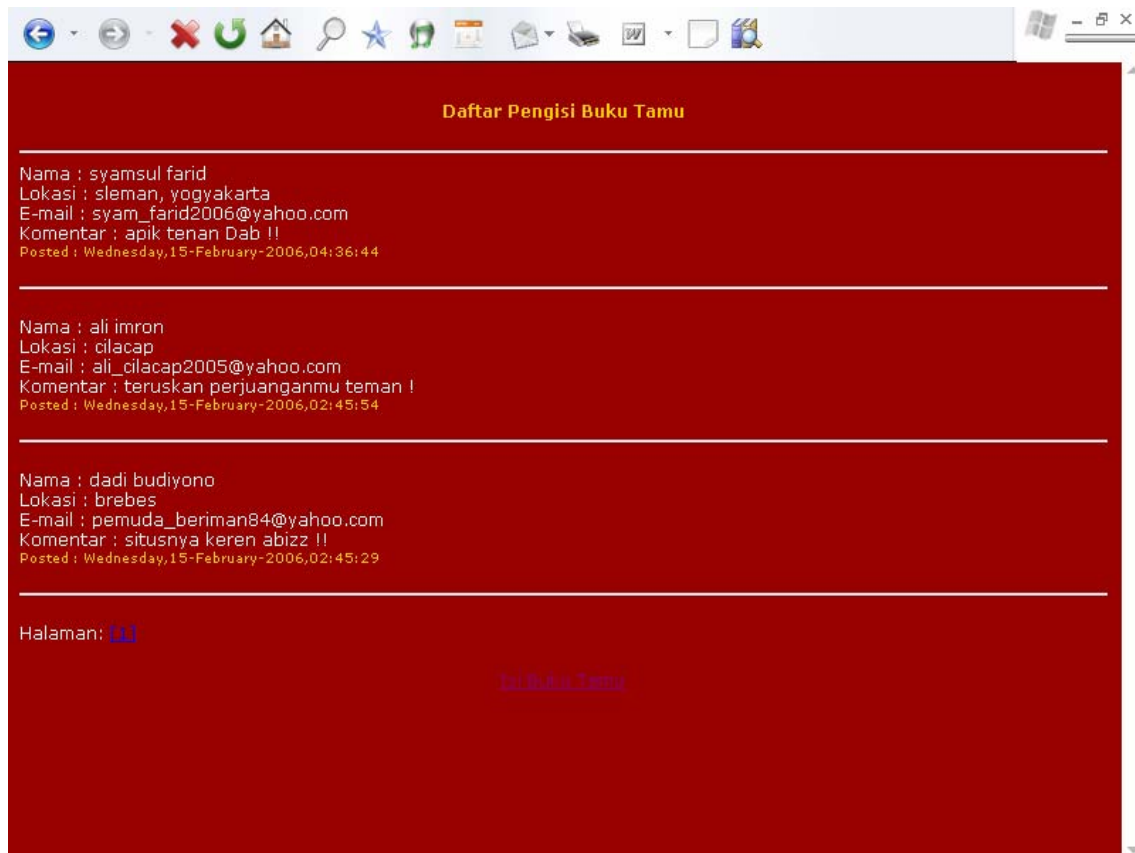 Daftar Pengisi Buku Tamu
Nama : syamsul farid
Lokasi : sleman, yogyakarta
E-mail : syam_farid2006@yahoo.com
Komentar : apik tenan Dab !!
Posted : Wednesday,15-February-2006,04:36:44
Nama : ali imron
Lokasi : cilacap
E-mail : ali_cilacap2005@yahoo.com
Komentar : teruskan perjuanganmu teman !
Posted : Wednesday,15-February-2006,02:45:54
Nama : dadi budiyono
Lokasi : brebes
E-mail : pemuda_beriman84@yahoo.com
Komentar : situsnya keren abizz !!
Posted : Wednesday,15-February-2006,02:45:29
Halaman: [1]
Isi Buku Tamu